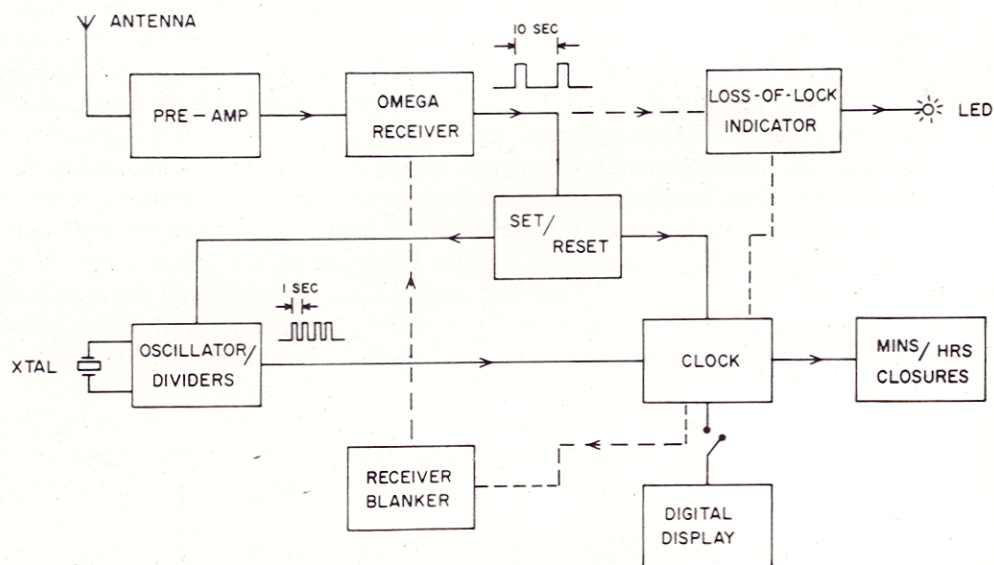 ANTENNA
10 SEC
PRE-AMP
OMEGA
RECEIVER
LOSS-OF-LOCK
INDICATOR
LED
SET/
RESET
1 SEC
XTAL
OSCILLATOR/
DIVIDERS
CLOCK
MINS/HRS
CLOSURES
RECEIVER
BLANKER
DIGITAL
DISPLAY